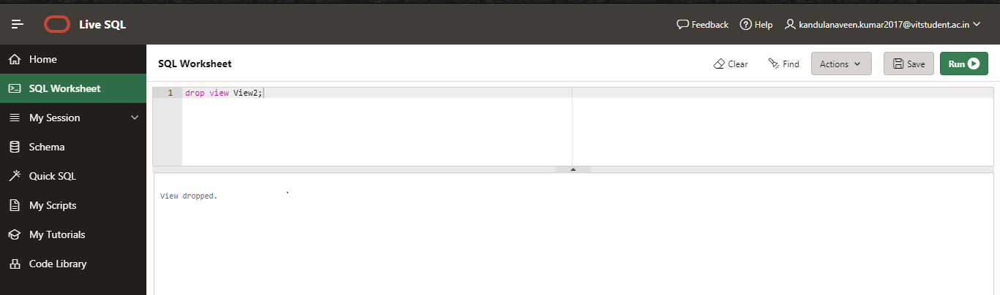 Live SQL
Feedback
Help
kandulanaveen.kumar2017@vitstudent.ac.in
Home
SQL Worksheet
My Session
Schema
Quick SQL
My Scripts
My Tutorials
Code Library
SQL Worksheet
Clear
Find
Actions
Save
Run
1 drop view View2;
View dropped.